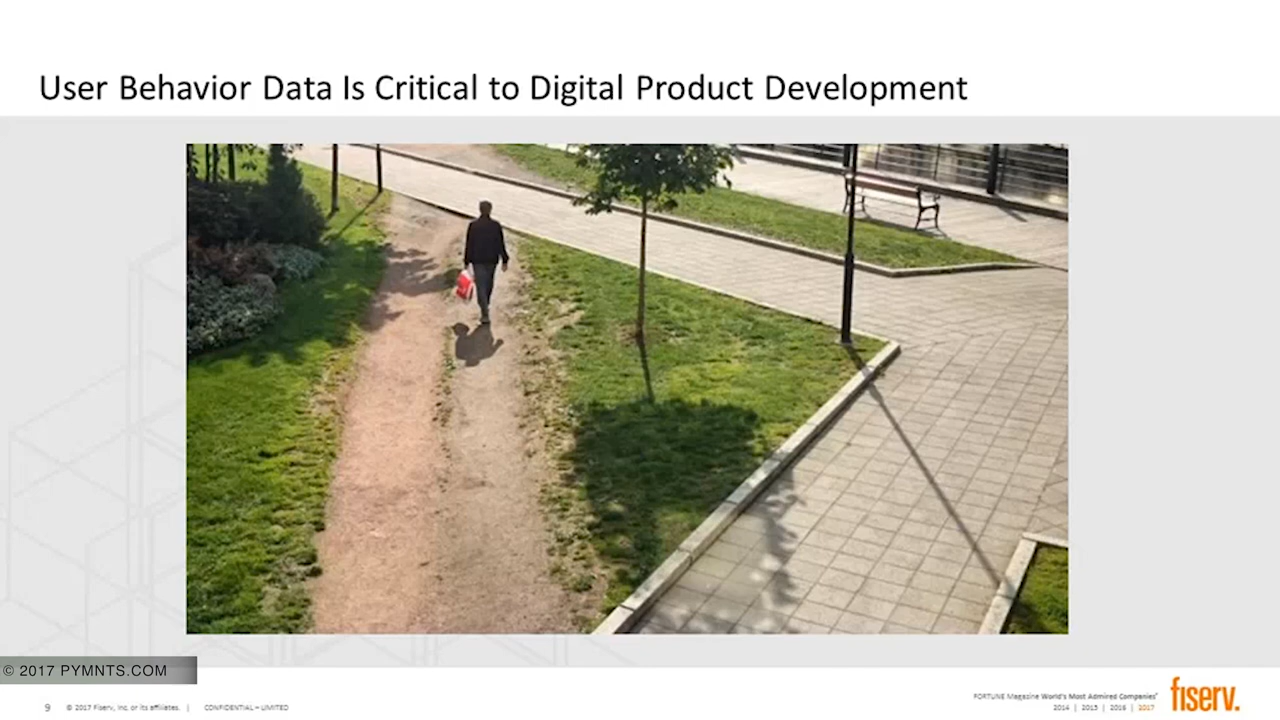 User Behavior Data Is Critical to Digital Product Development
© 2017 PYMNTS.COM
9 © 2017 Fiserv, Inc. or its affiliates. | CONFIDENTIAL – LIMITED
FORTUNE Magazine World's Most Admired Companies®
2014 | 2015 | 2016 | 2017
fiserv.